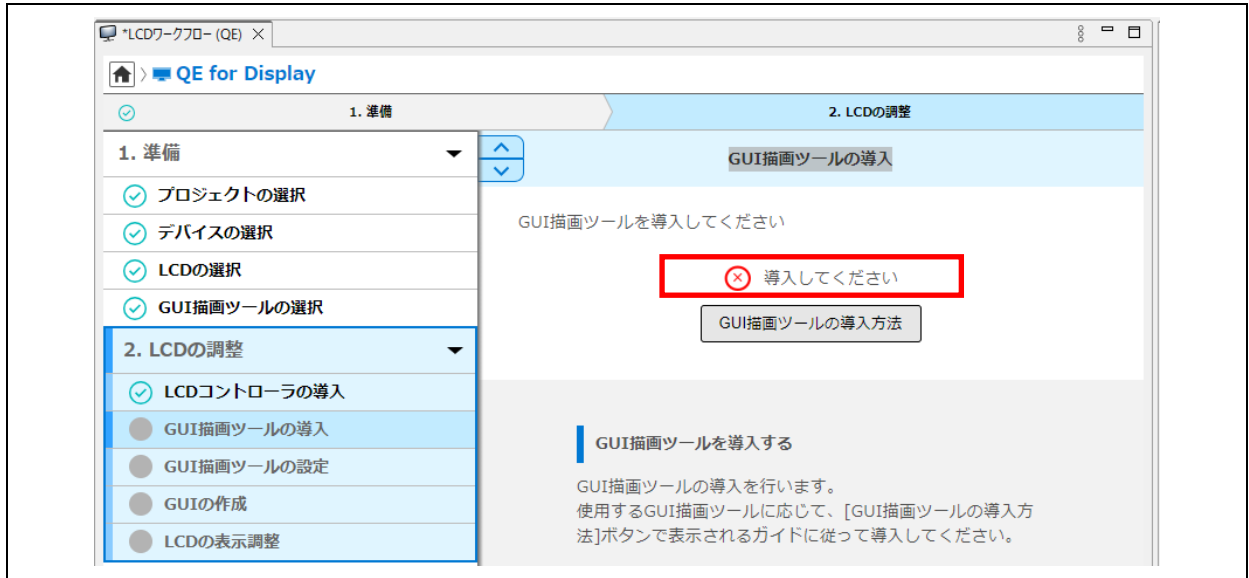 *LCDワークフロー (QE)
QE for Display
1. 準備
2. LCDの調整
1. 準備
プロジェクトの選択
デバイスの選択
LCDの選択
GUI描画ツールの選択
2. LCDの調整
LCDコントローラの導入
GUI描画ツールの導入
GUI描画ツールの設定
GUIの作成
LCDの表示調整
GUI描画ツールの導入
GUI描画ツールを導入してください
導入してください
GUI描画ツールの導入方法
GUI描画ツールを導入する
GUI描画ツールの導入を行います。
使用するGUI描画ツールに応じて、[GUI描画ツールの導入方
法]ボタンで表示されるガイドに従って導入してください。